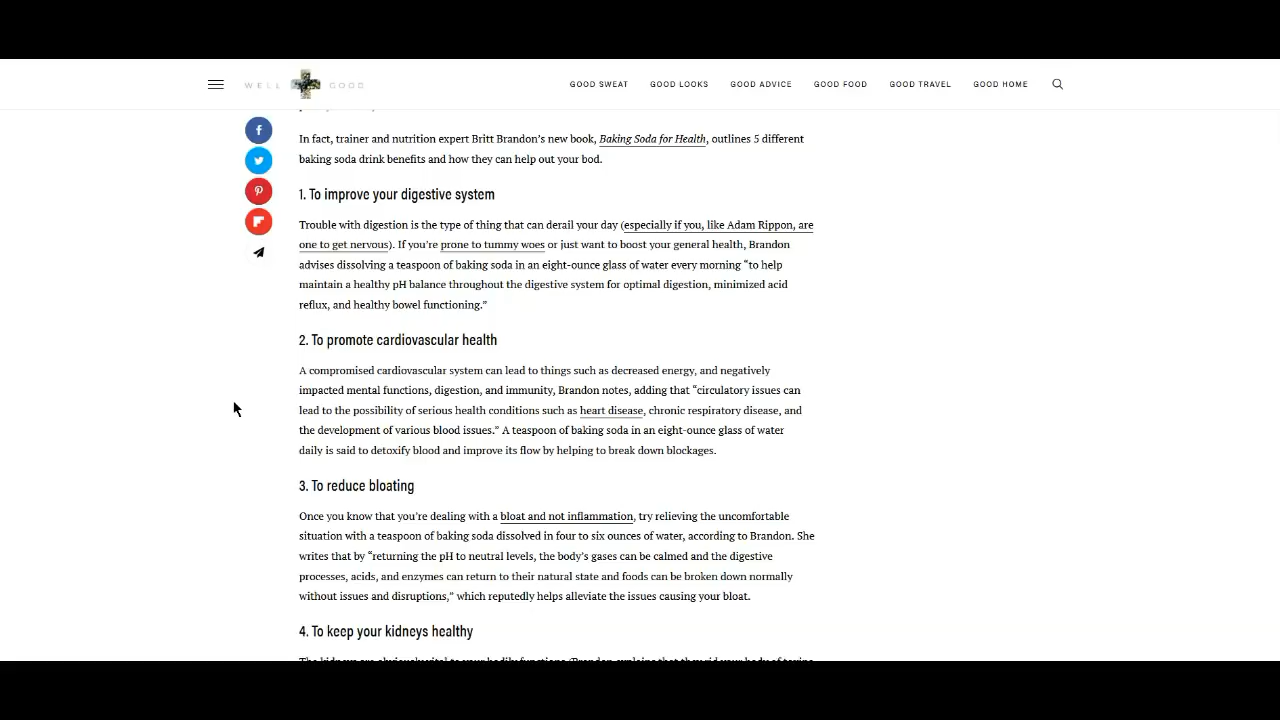 WELL GOOD
GOOD SWEAT
GOOD LOOKS
GOOD ADVICE
GOOD FOOD
GOOD TRAVEL
GOOD HOME
In fact, trainer and nutrition expert Britt Brandon's new book, Baking Soda for Health, outlines 5 different
baking soda drink benefits and how they can help out your bod.
1. To improve your digestive system
Trouble with digestion is the type of thing that can derail your day (especially if you, like Adam Rippon, are
one to get nervous). If you're prone to tummy woes or just want to boost your general health, Brandon
advises dissolving a teaspoon of baking soda in an eight-ounce glass of water every morning “to help
maintain a healthy pH balance throughout the digestive system for optimal digestion, minimized acid
reflux, and healthy bowel functioning.”
2. To promote cardiovascular health
A compromised cardiovascular system can lead to things such as decreased energy, and negatively
impacted mental functions, digestion, and immunity, Brandon notes, adding that “circulatory issues can
lead to the possibility of serious health conditions such as heart disease, chronic respiratory disease, and
the development of various blood issues.” A teaspoon of baking soda in an eight-ounce glass of water
daily is said to detoxify blood and improve its flow by helping to break down blockages.
3. To reduce bloating
Once you know that you're dealing with a bloat and not inflammation, try relieving the uncomfortable
situation with a teaspoon of baking soda dissolved in four to six ounces of water, according to Brandon. She
writes that by “returning the pH to neutral levels, the body's gases can be calmed and the digestive
processes, acids, and enzymes can return to their natural state and foods can be broken down normally
without issues and disruptions,” which reputedly helps alleviate the issues causing your bloat.
4. To keep your kidneys healthy